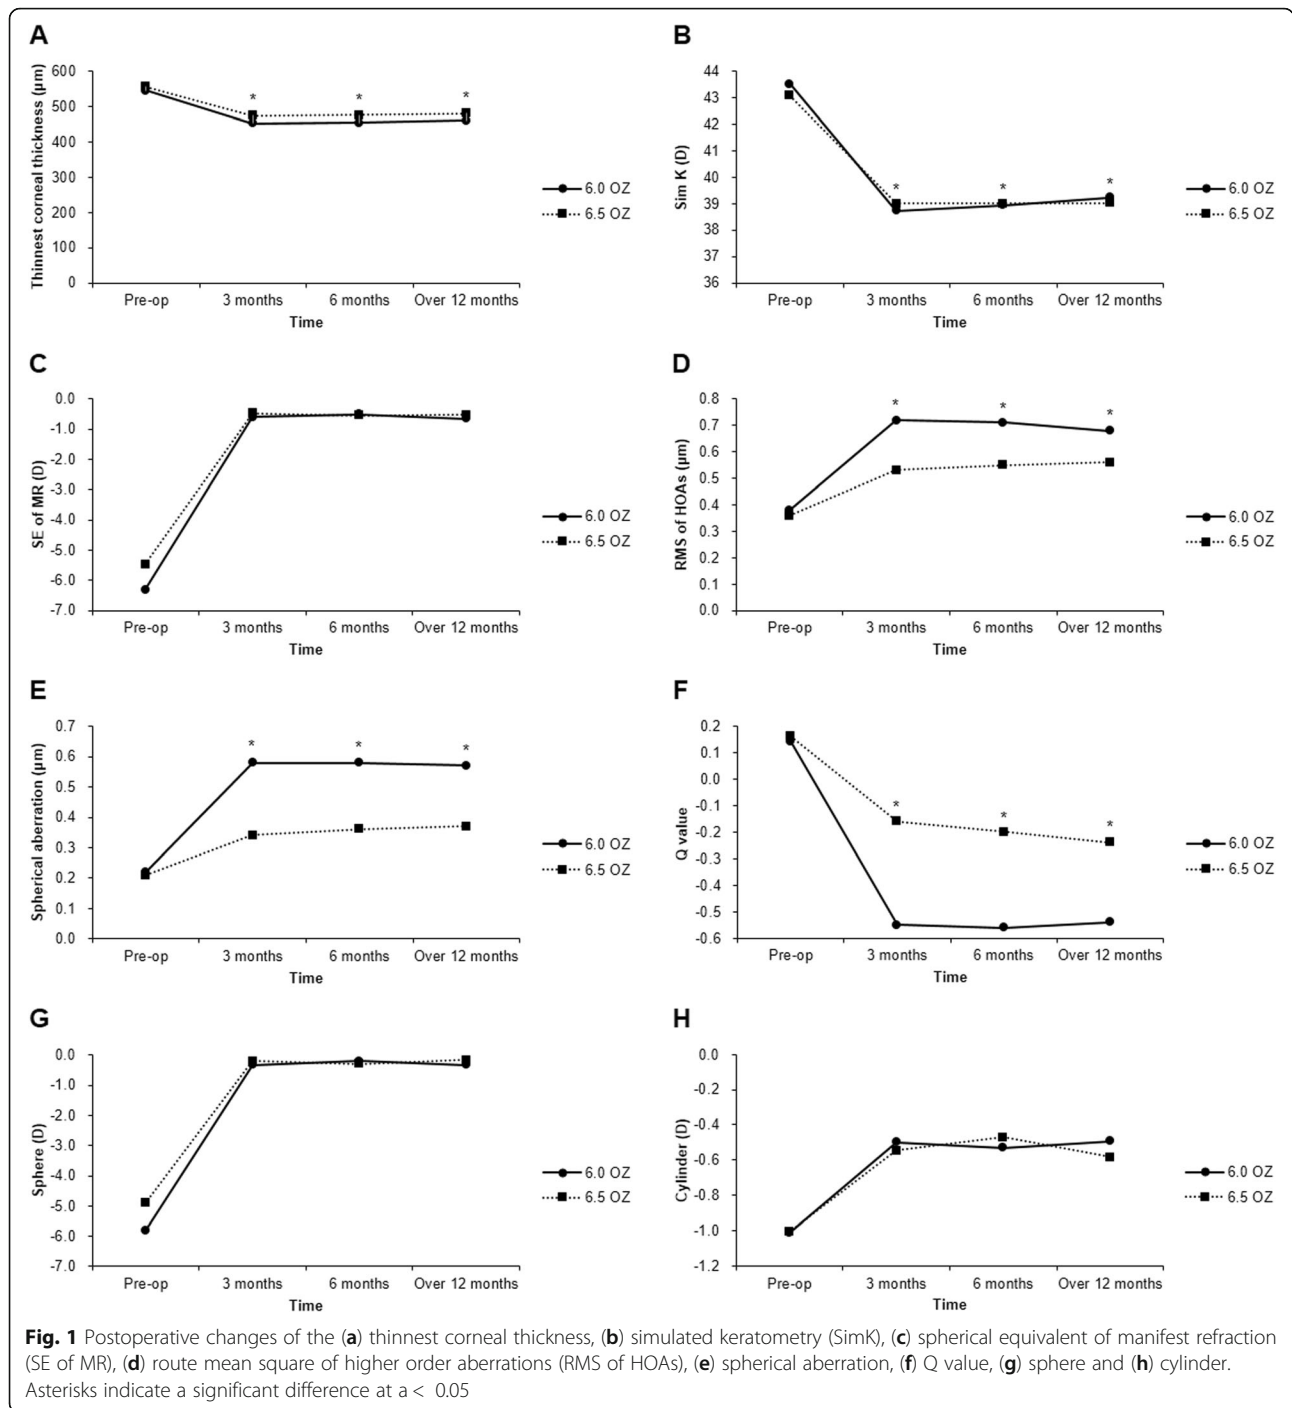 A
600
500
400
300
200
100
0
Thinnest corneal thickness (µm)
*
*
*
6.0 OZ
6.5 OZ
Pre-op
3 months
6 months
Over 12 months
Time
B
44
43
42
41
40
39
38
37
36
Sim K (D)
*
*
*
6.0 OZ
6.5 OZ
Pre-op
3 months
6 months
Over 12 months
Time
C
0.0
-1.0
-2.0
-3.0
-4.0
-5.0
-6.0
-7.0
SE of MR (D)
6.0 OZ
6.5 OZ
Pre-op
3 months
6 months
Over 12 months
Time
D
0.8
0.7
0.6
0.5
0.4
0.3
0.2
0.1
0.0
RMS of HOAs (µm)
*
*
*
6.0 OZ
6.5 OZ
Pre-op
3 months
6 months
Over 12 months
Time
E
0.7
0.6
0.5
0.4
0.3
0.2
0.1
0.0
Spherical aberration (µm)
*
*
*
6.0 OZ
6.5 OZ
Pre-op
3 months
6 months
Over 12 months
Time
F
0.2
0.1
0.0
-0.1
-0.2
-0.3
-0.4
-0.5
-0.6
Q value
*
*
*
6.0 OZ
6.5 OZ
Pre-op
3 months
6 months
Over 12 months
Time
G
0.0
-1.0
-2.0
-3.0
-4.0
-5.0
-6.0
-7.0
Sphere (D)
6.0 OZ
6.5 OZ
Pre-op
3 months
6 months
Over 12 months
Time
H
0.0
-0.2
-0.4
-0.6
-0.8
-1.0
-1.2
Cylinder (D)
6.0 OZ
6.5 OZ
Pre-op
3 months
6 months
Over 12 months
Time
Fig. 1 Postoperative changes of the (a) thinnest corneal thickness, (b) simulated keratometry (SimK), (c) spherical equivalent of manifest refraction
(SE of MR), (d) route mean square of higher order aberrations (RMS of HOAs), (e) spherical aberration, (f) Q value, (g) sphere and (h) cylinder.
Asterisks indicate a significant difference at a < 0.05